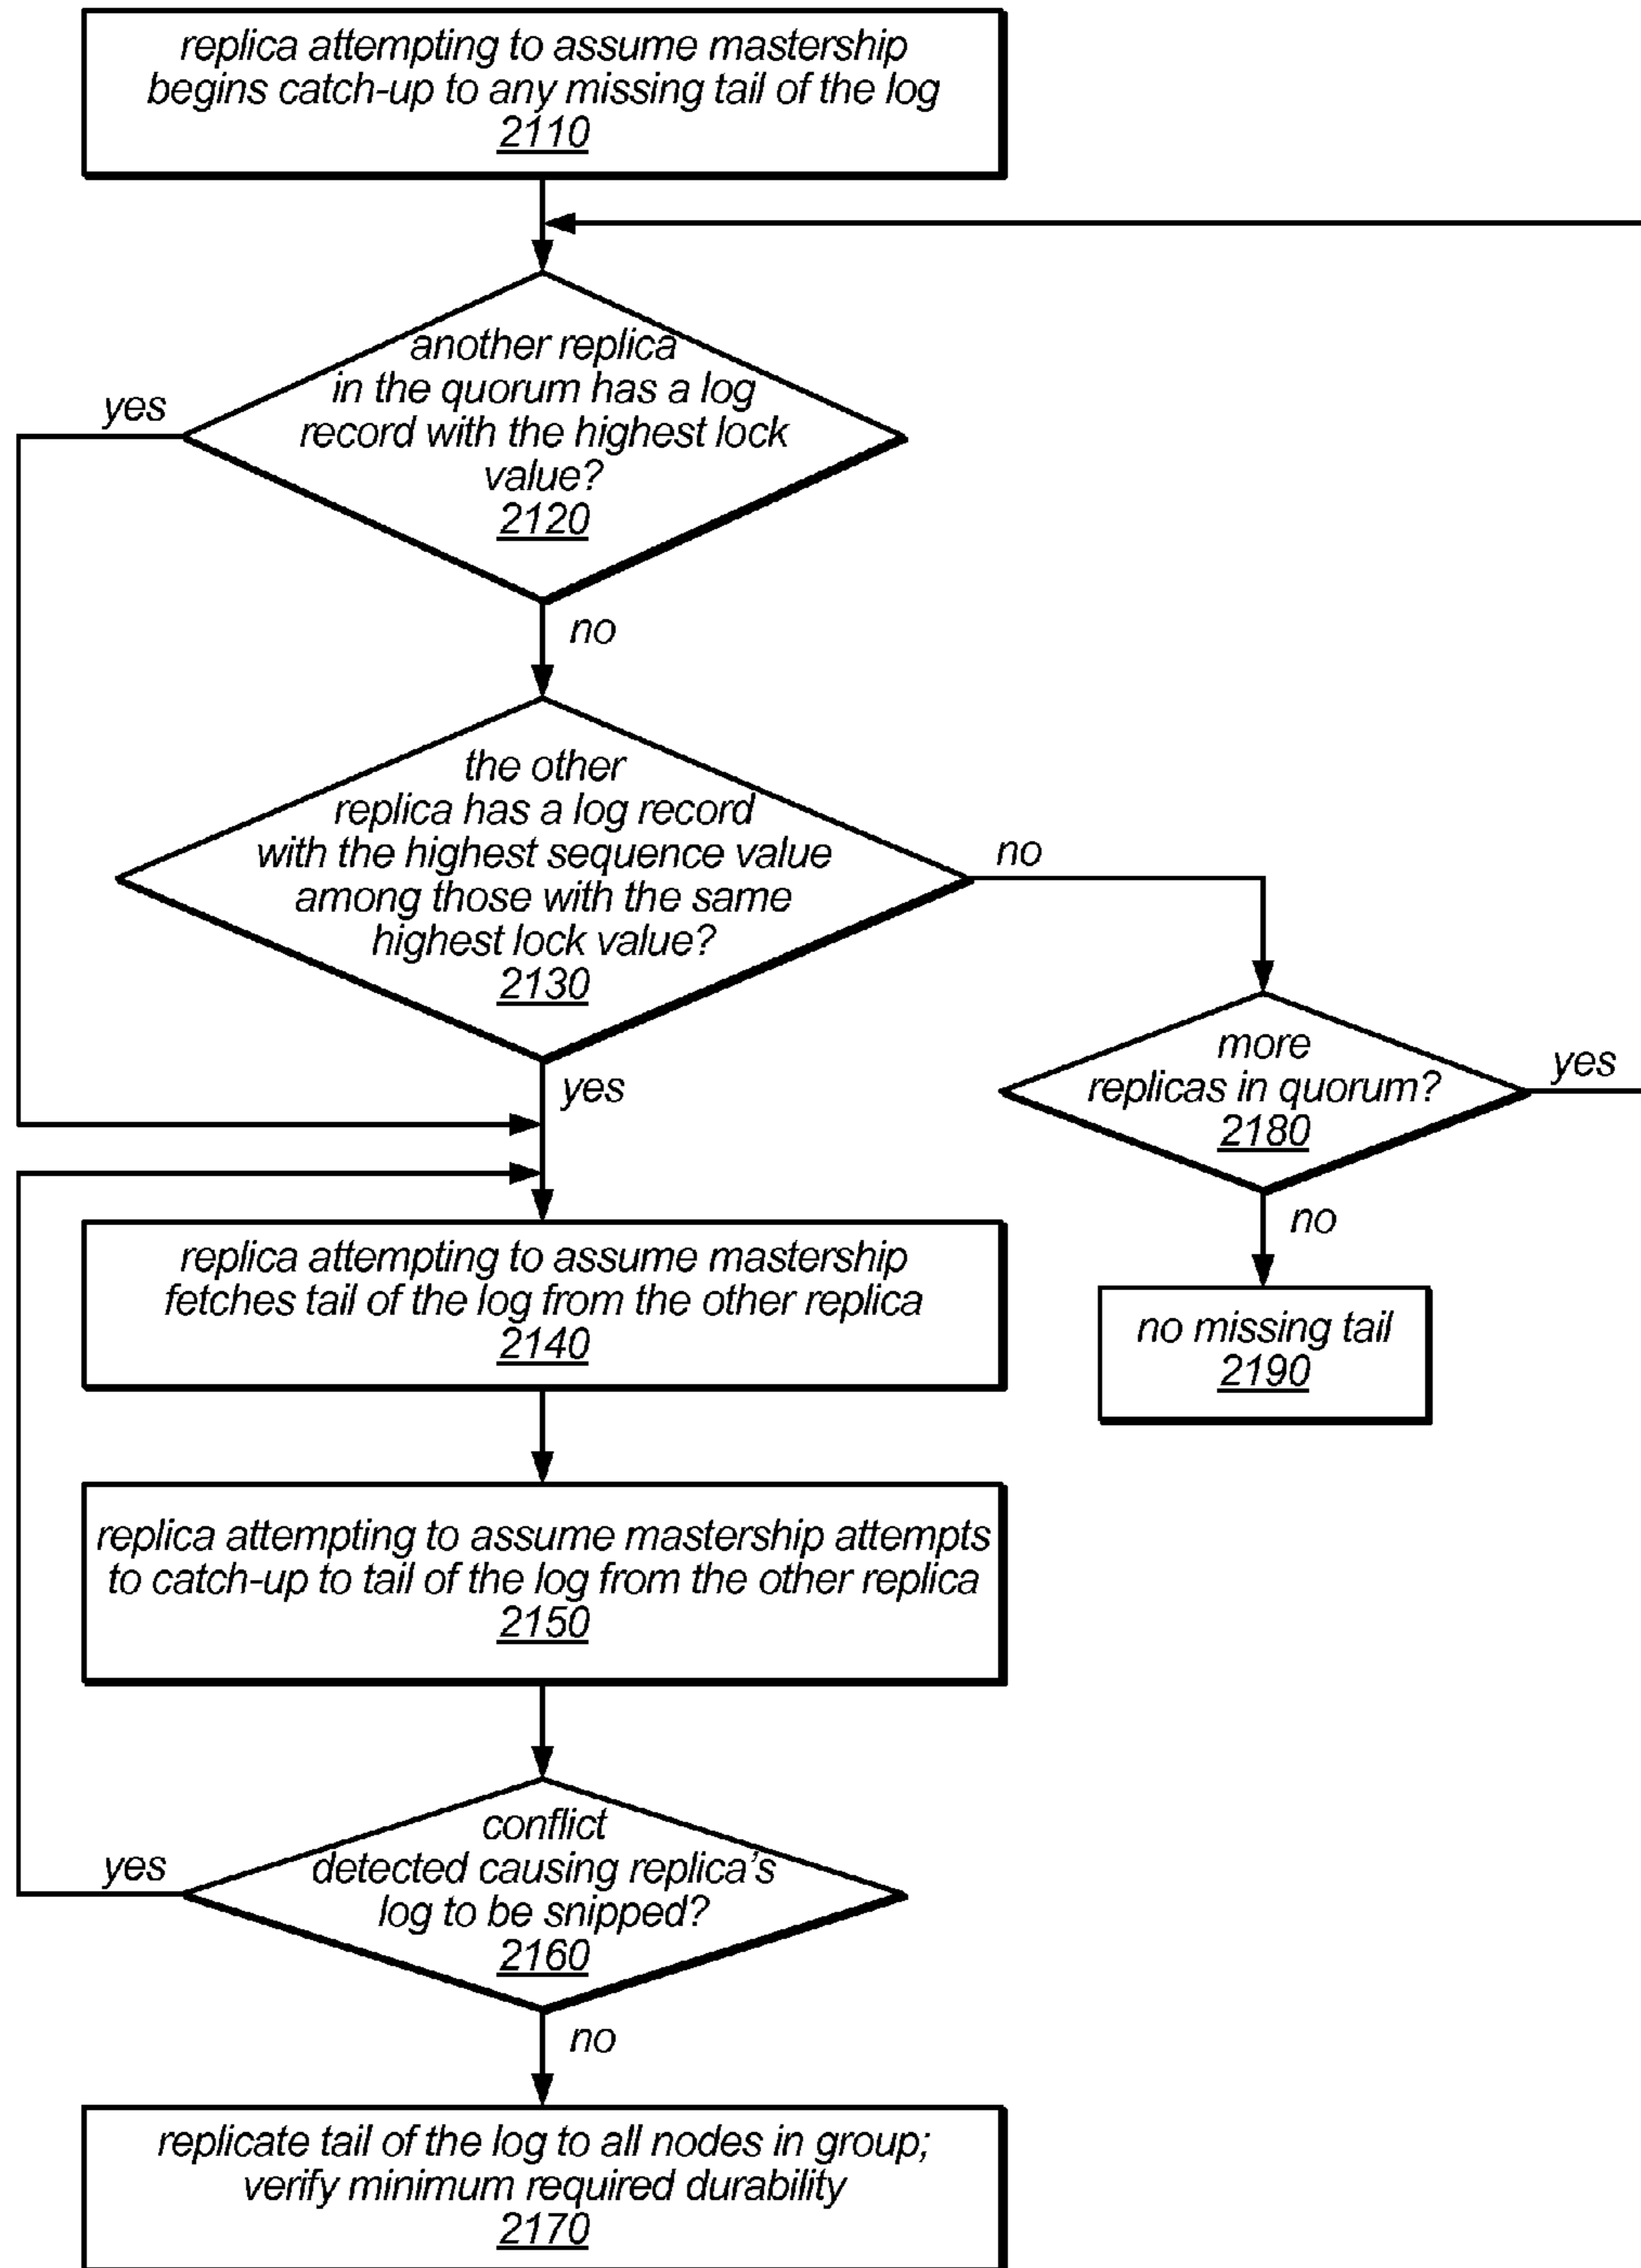 replica attempting to assume mastership
begins catch-up to any missing tail of the log
2110
another replica
in the quorum has a log
record with the highest lock
value?
2120
yes
no
the other
replica has a log record
with the highest sequence value
among those with the same
highest lock value?
2130
no
yes
more
replicas in quorum?
2180
yes
no
no missing tail
2190
replica attempting to assume mastership
fetches tail of the log from the other replica
2140
replica attempting to assume mastership attempts
to catch-up to tail of the log from the other replica
2150
conflict
detected causing replica's
log to be snipped?
2160
yes
no
replicate tail of the log to all nodes in group;
verify minimum required durability
2170